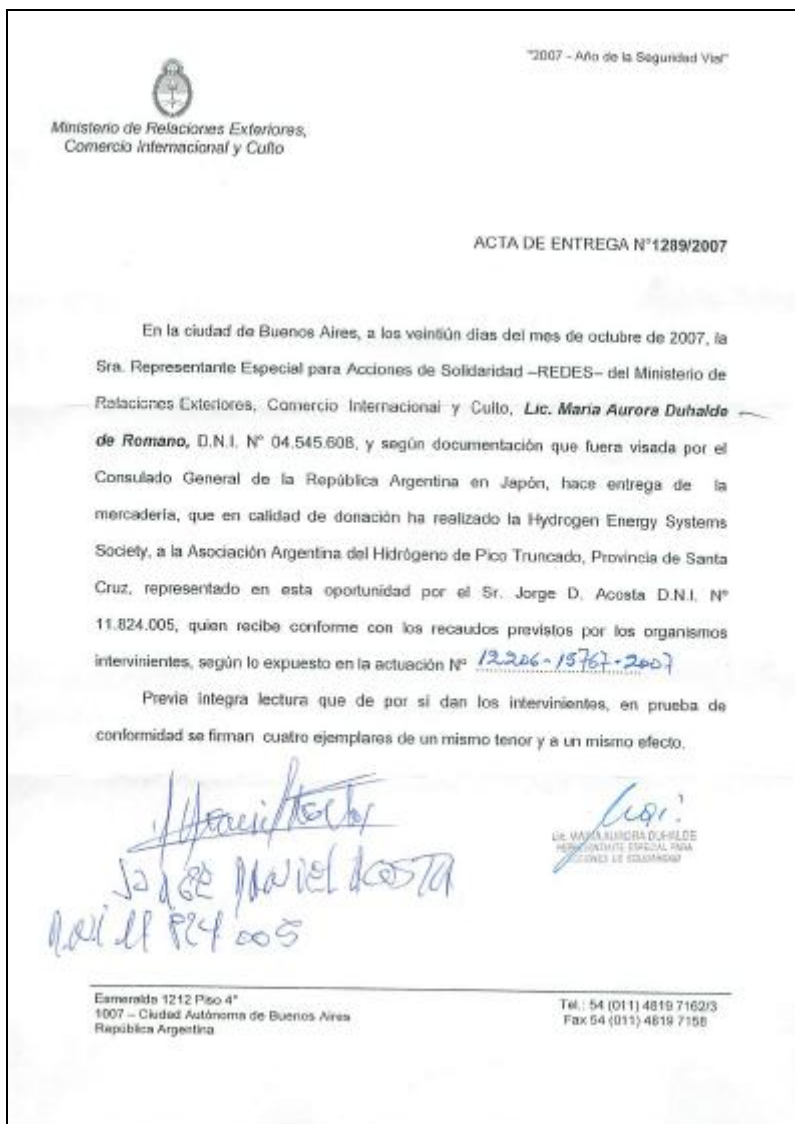 "2007 - Año de la Seguridad Vial"
Ministerio de Relaciones Exteriores,
Comercio Internacional y Culto
ACTA DE ENTREGA N°1289/2007
En la ciudad de Buenos Aires, a los veintiún días del mes de octubre de 2007, la
Sra. Representante Especial para Acciones de Solidaridad –REDES– del Ministerio de
Relaciones Exteriores, Comercio Internacional y Culto, Lic. María Aurora Duhalde
de Romano, D.N.I. N° 04.545.608, y según documentación que fuera visada por el
Consulado General de la República Argentina en Japón, hace entrega de la
mercadería, que en calidad de donación ha realizado la Hydrogen Energy Systems
Society, a la Asociación Argentina del Hidrógeno de Pico Truncado, Provincia de Santa
Cruz, representado en esta oportunidad por el Sr. Jorge D. Acosta D.N.I. N°
11.824.005, quien recibe conforme con los recaudos previstos por los organismos
intervinientes, según lo expuesto en la actuación N° 12206-15767-2007
Previa integra lectura que de por si dan los intervinientes, en prueba de
conformidad se firman cuatro ejemplares de un mismo tenor y a un mismo efecto.
Lic. MARIA AURORA DUHALDE
REPRESENTANTE ESPECIAL PARA
ACCIONES DE SOLIDARIDAD
JORGE DANIEL ACOSTA
D.N.I 11 824 005
Esmeralda 1212 Piso 4°
1007 – Ciudad Autónoma de Buenos Aires
República Argentina
Tel.: 54 (011) 4819 7162/3
Fax 54 (011) 4819 7158